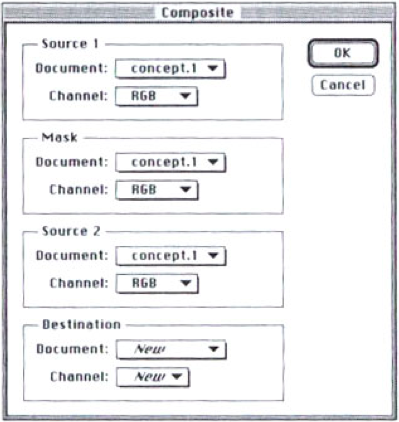 Composite
Source 1
Document: concept.1
Channel: RGB
OK
Cancel
Mask
Document: concept.1
Channel: RGB
Source 2
Document: concept.1
Channel: RGB
Destination
Document: New
Channel: New